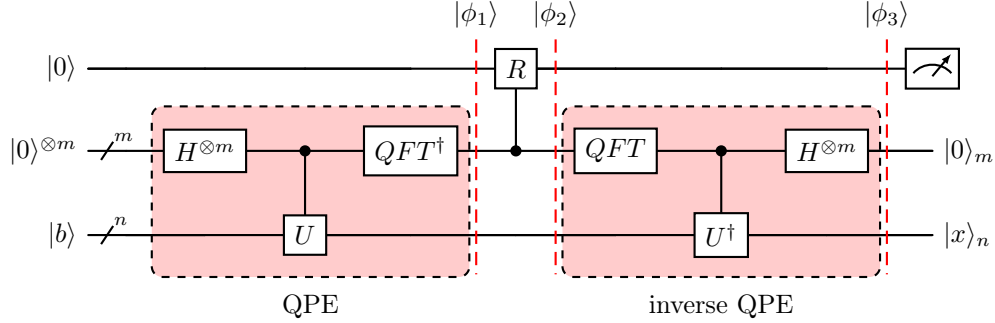 |ϕ₁⟩ |ϕ₂⟩ |ϕ₃⟩
|0⟩ R
|0⟩^{⊗m} m H^{⊗m} QFT^† QFT H^{⊗m} |0⟩ₘ
|b⟩ n U U^† |x⟩ₙ
QPE inverse QPE